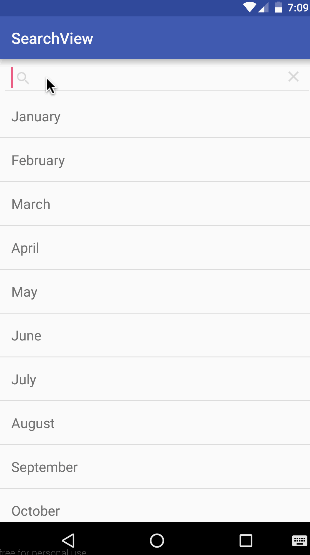 7:09
SearchView
January
February
March
April
May
June
July
August
September
October
free for personal use